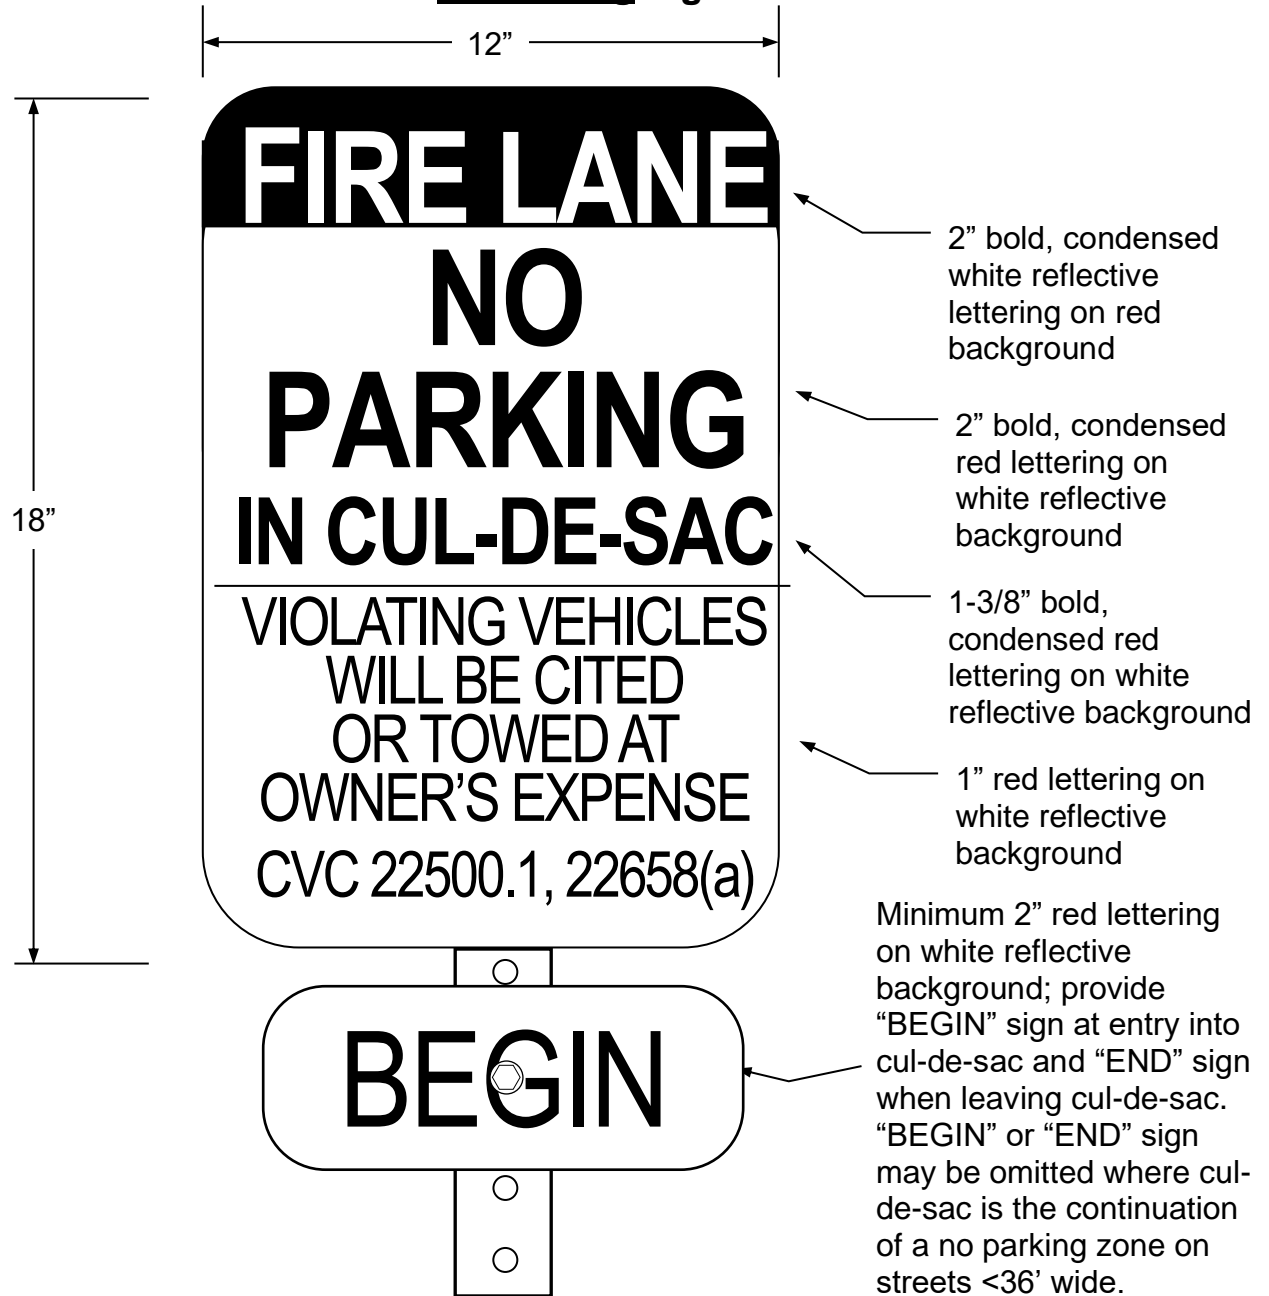 12”
FIRE LANE
NO
PARKING
IN CUL-DE-SAC
VIOLATING VEHICLES
WILL BE CITED
OR TOWED AT
OWNER’S EXPENSE
CVC 22500.1, 22658(a)
BEGIN
18”
2” bold, condensed
white reflective
lettering on red
background
2” bold, condensed
red lettering on
white reflective
background
1-3/8” bold,
condensed red
lettering on white
reflective background
1” red lettering on
white reflective
background
Minimum 2” red lettering
on white reflective
background; provide
“BEGIN” sign at entry into
cul-de-sac and “END” sign
when leaving cul-de-sac.
“BEGIN” or “END” sign
may be omitted where cul-
de-sac is the continuation
of a no parking zone on
streets <36’ wide.